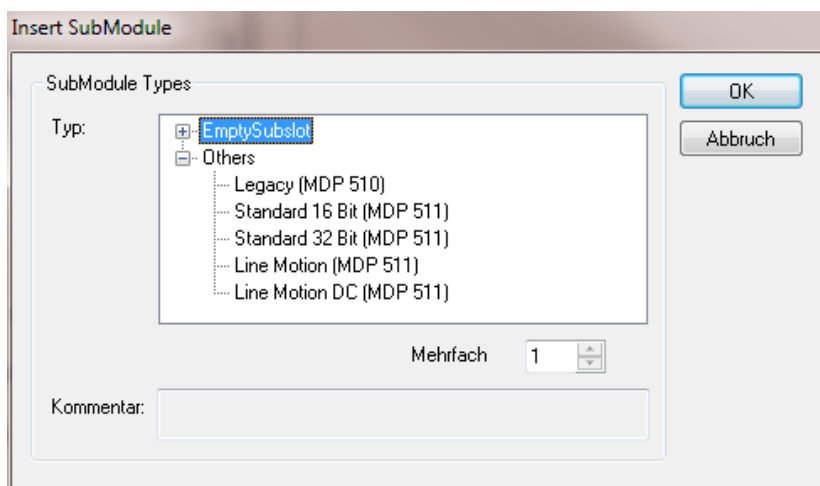 Insert SubModule
SubModule Types
OK
Typ:
EmptySubslot
Abbruch
Others
Legacy (MDP 510)
Standard 16 Bit (MDP 511)
Standard 32 Bit (MDP 511)
Line Motion (MDP 511)
Line Motion DC (MDP 511)
Mehrfach 1
Kommentar: